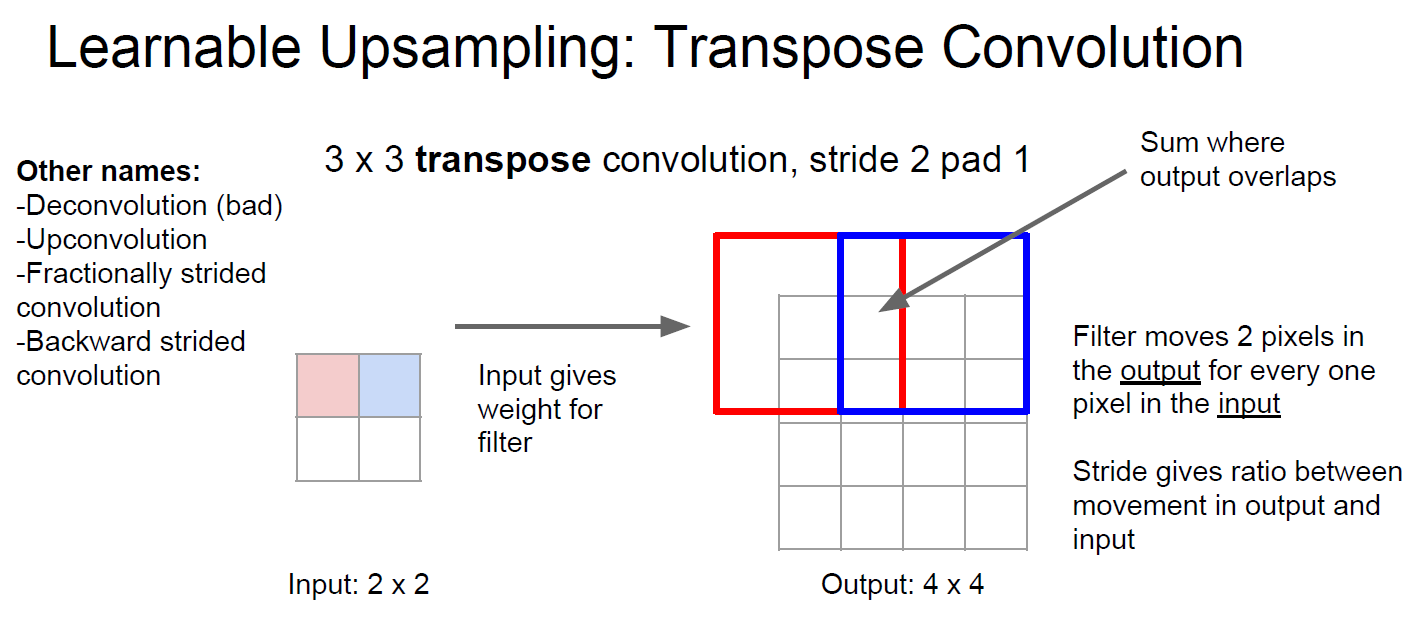 Learnable Upsampling: Transpose Convolution
Other names:
-Deconvolution (bad)
-Upconvolution
-Fractionally strided
convolution
-Backward strided
convolution
3 x 3 transpose convolution, stride 2 pad 1
Sum where
output overlaps
Input gives
weight for
filter
Filter moves 2 pixels in
the output for every one
pixel in the input
Stride gives ratio between
movement in output and
input
Input: 2 x 2
Output: 4 x 4